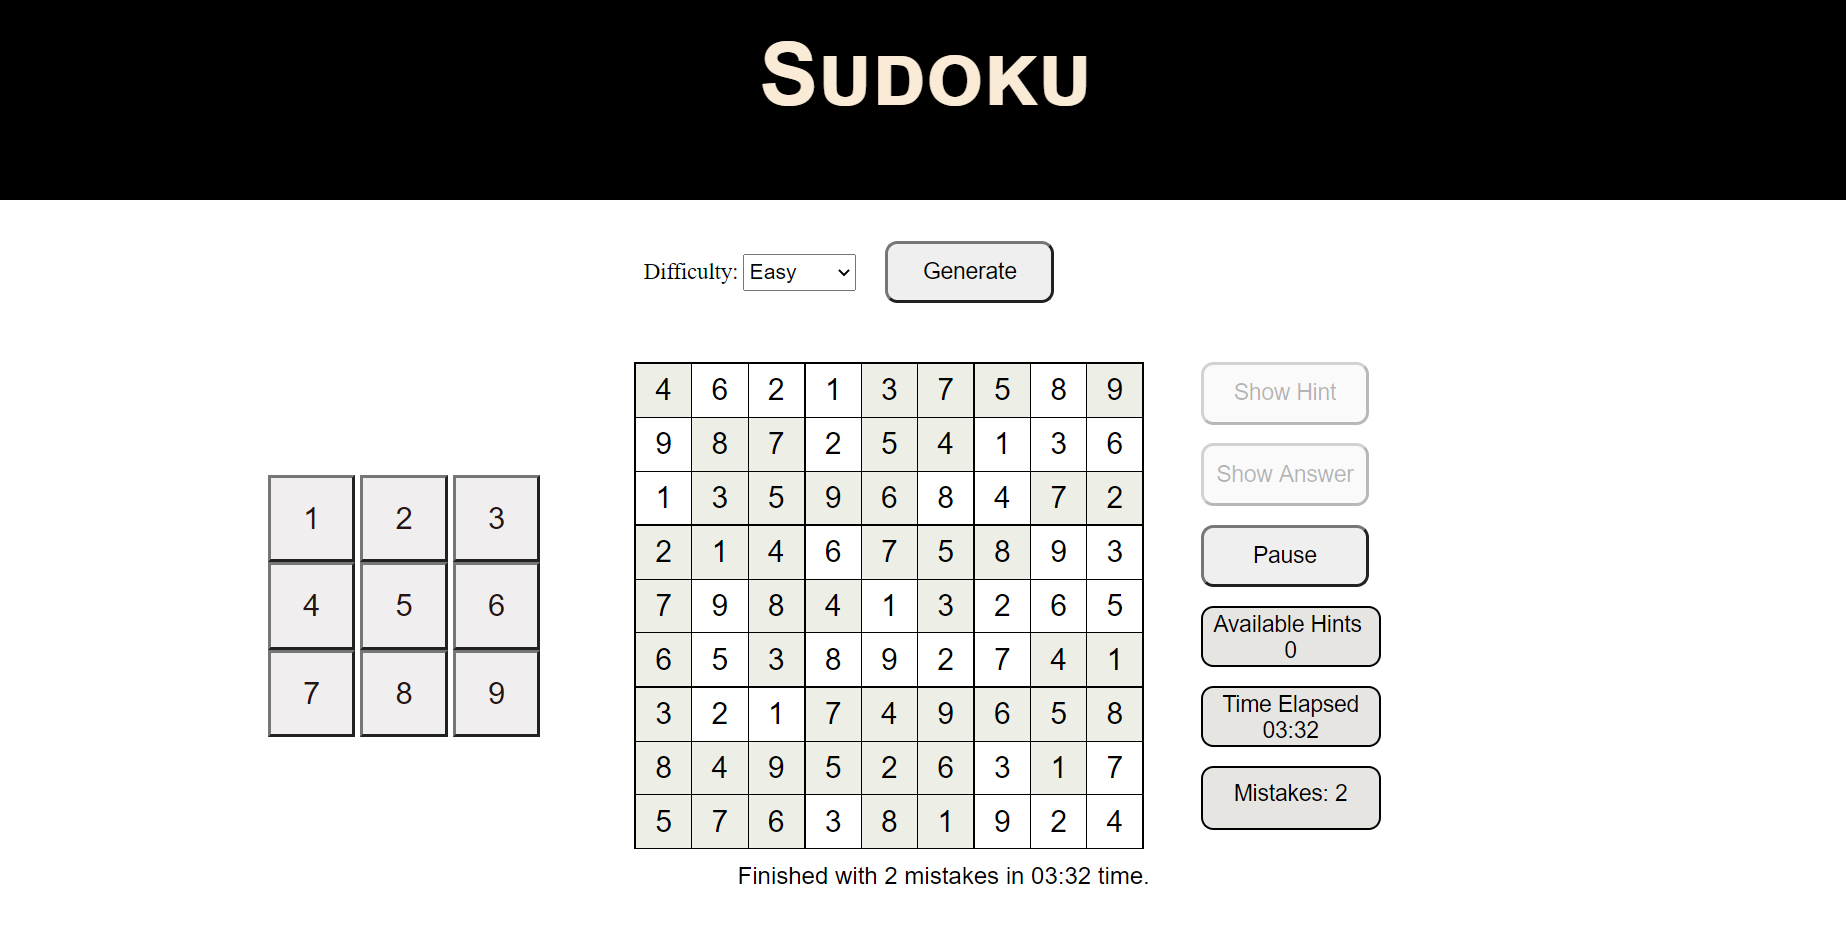 SUDOKU
Difficulty: Easy Generate
4 6 2 1 3 7 5 8 9
9 8 7 2 5 4 1 3 6
1 3 5 9 6 8 4 7 2
2 1 4 6 7 5 8 9 3
7 9 8 4 1 3 2 6 5
6 5 3 8 9 2 7 4 1
3 2 1 7 4 9 6 5 8
8 4 9 5 2 6 3 1 7
5 7 6 3 8 1 9 2 4
Finished with 2 mistakes in 03:32 time.
1 2 3
4 5 6
7 8 9
Show Hint
Show Answer
Pause
Available Hints
0
Time Elapsed
03:32
Mistakes: 2